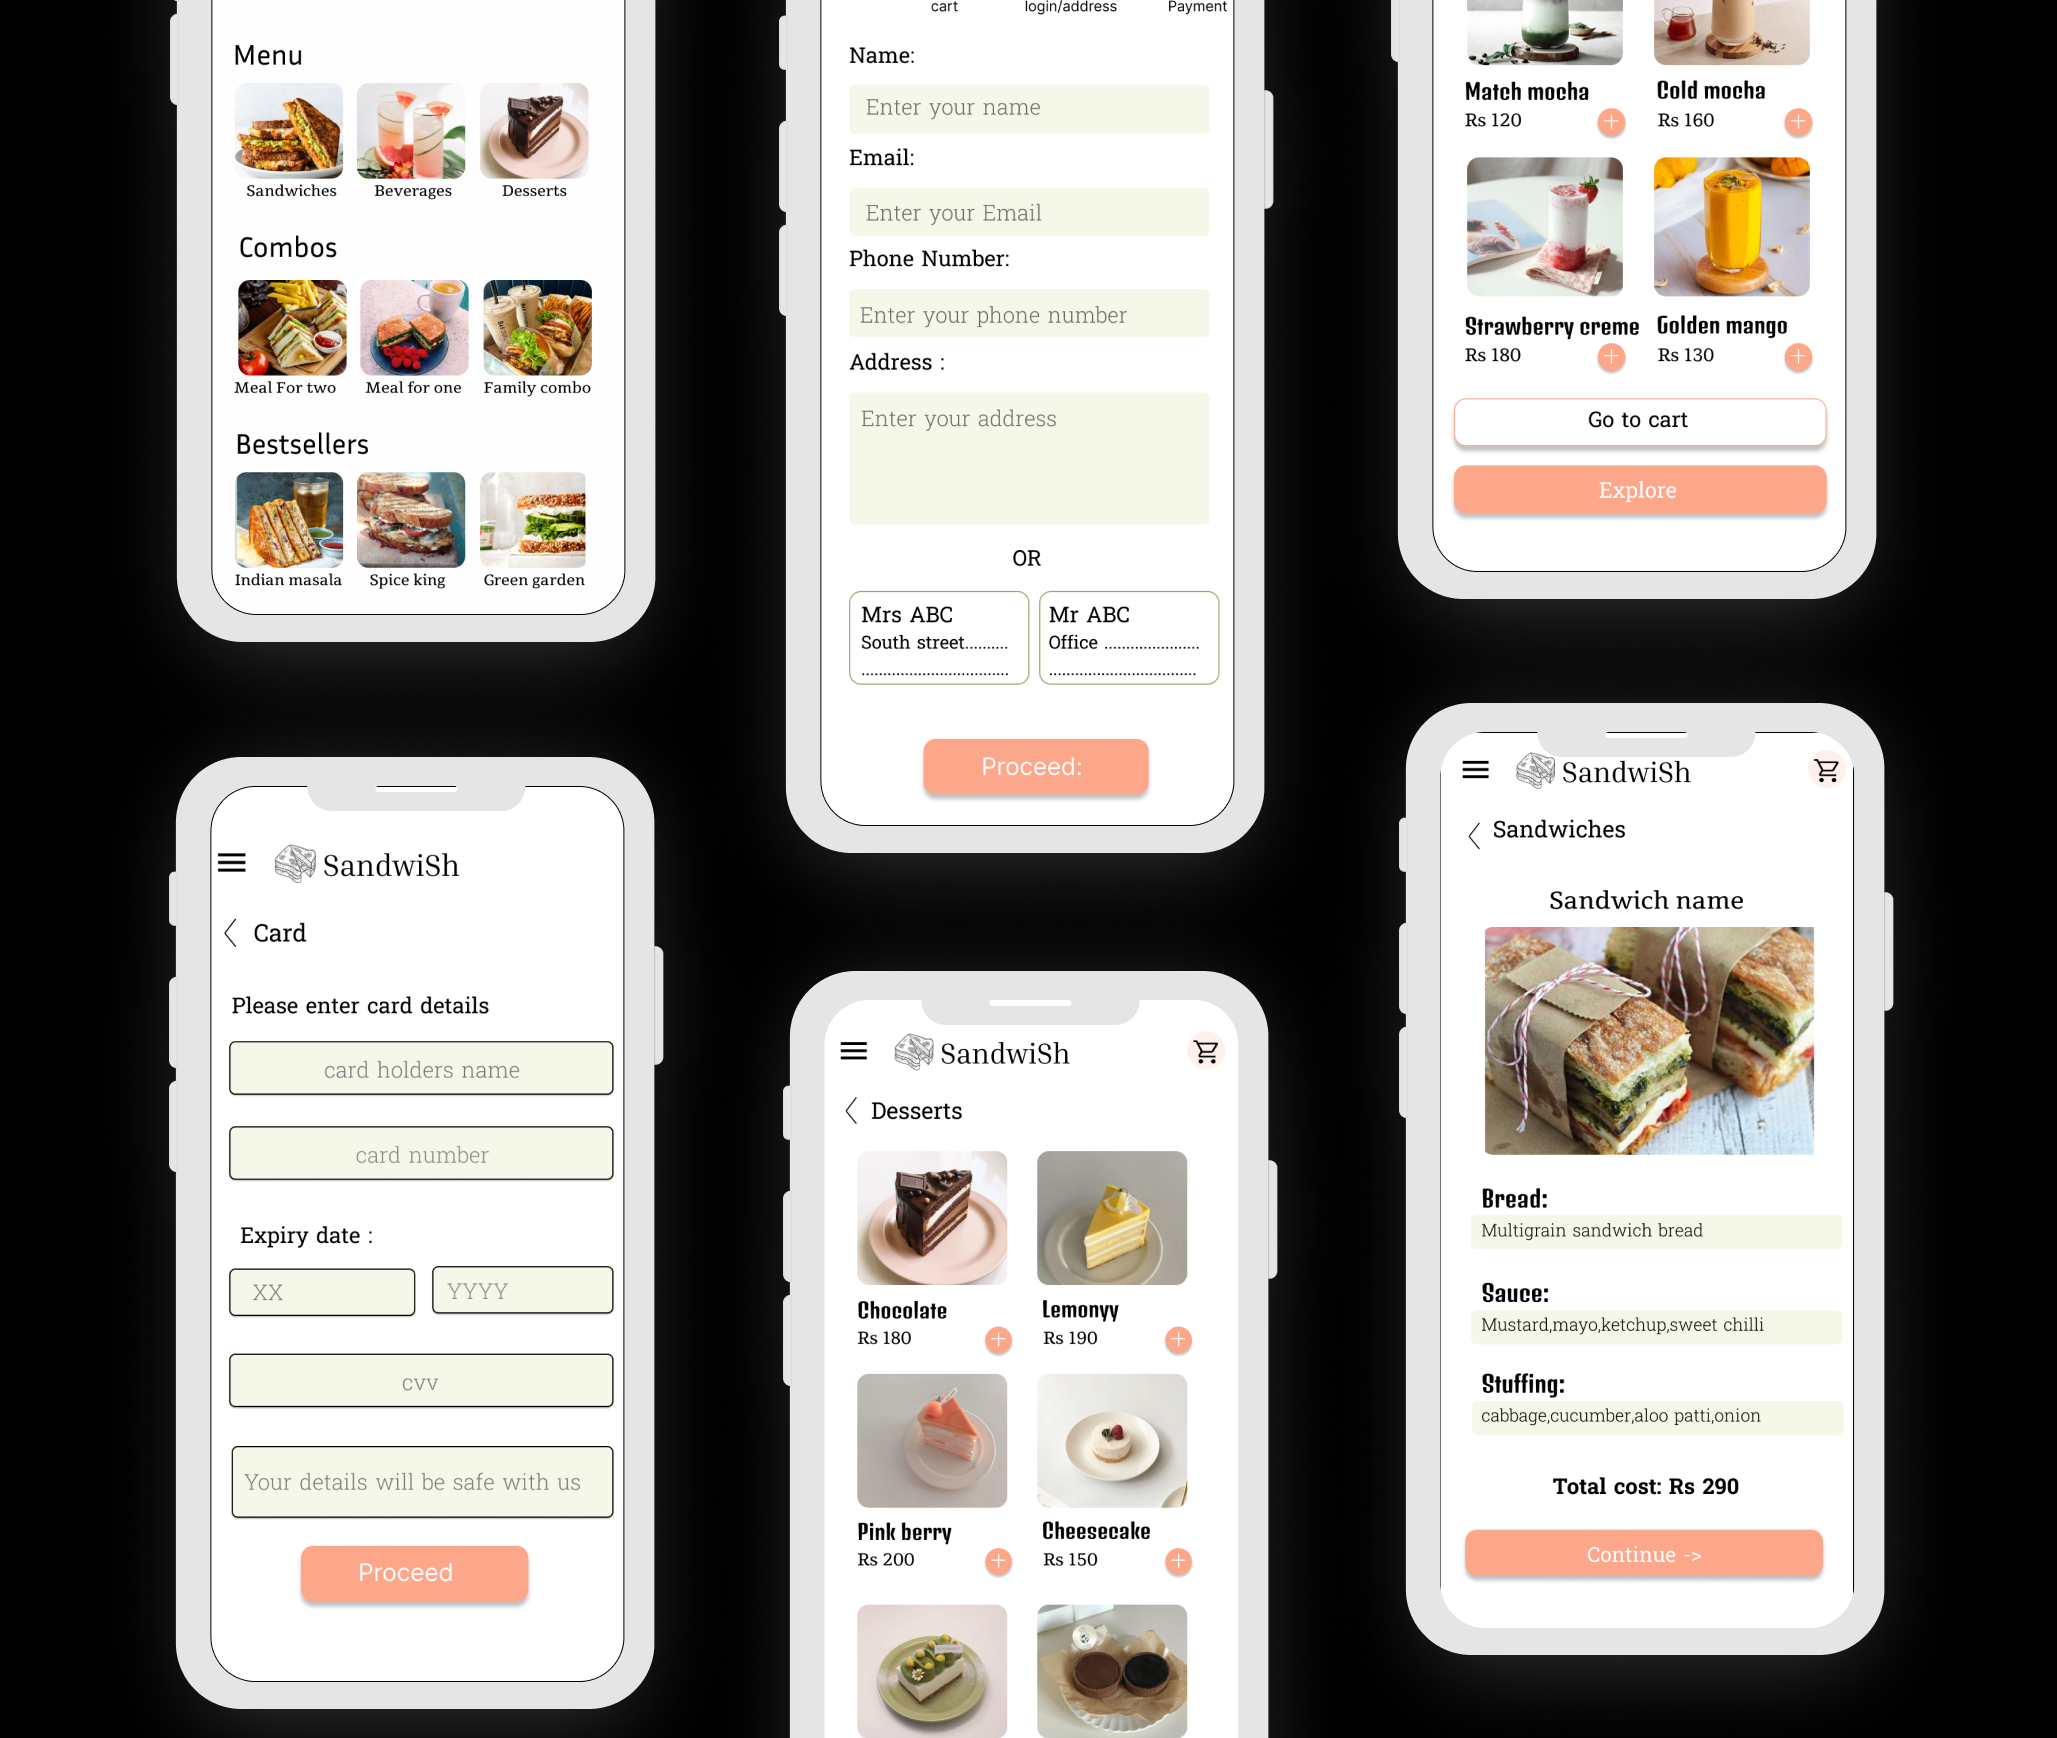 Menu
Sandwiches Beverages Desserts
Combos
Meal For two Meal for one Family combo
Bestsellers
Indian masala Spice king Green garden
SandwiSh
Card
Please enter card details
card holders name
card number
Expiry date :
XX YYYY
cvv
Your details will be safe with us
Proceed
cart login/address Payment
Name:
Enter your name
Email:
Enter your Email
Phone Number:
Enter your phone number
Address :
Enter your address
OR
Mrs ABC
South street..........
..................................
Mr ABC
Office ......................
..................................
Proceed:
SandwiSh
Desserts
Chocolate Lemonyy
Rs 180 Rs 190
Pink berry Cheesecake
Rs 200 Rs 150
Match mocha Cold mocha
Rs 120 Rs 160
Strawberry creme Golden mango
Rs 180 Rs 130
Go to cart
Explore
SandwiSh
Sandwiches
Sandwich name
Bread:
Multigrain sandwich bread
Sauce:
Mustard,mayo,ketchup,sweet chilli
Stuffing:
cabbage,cucumber,aloo patti,onion
Total cost: Rs 290
Continue ->